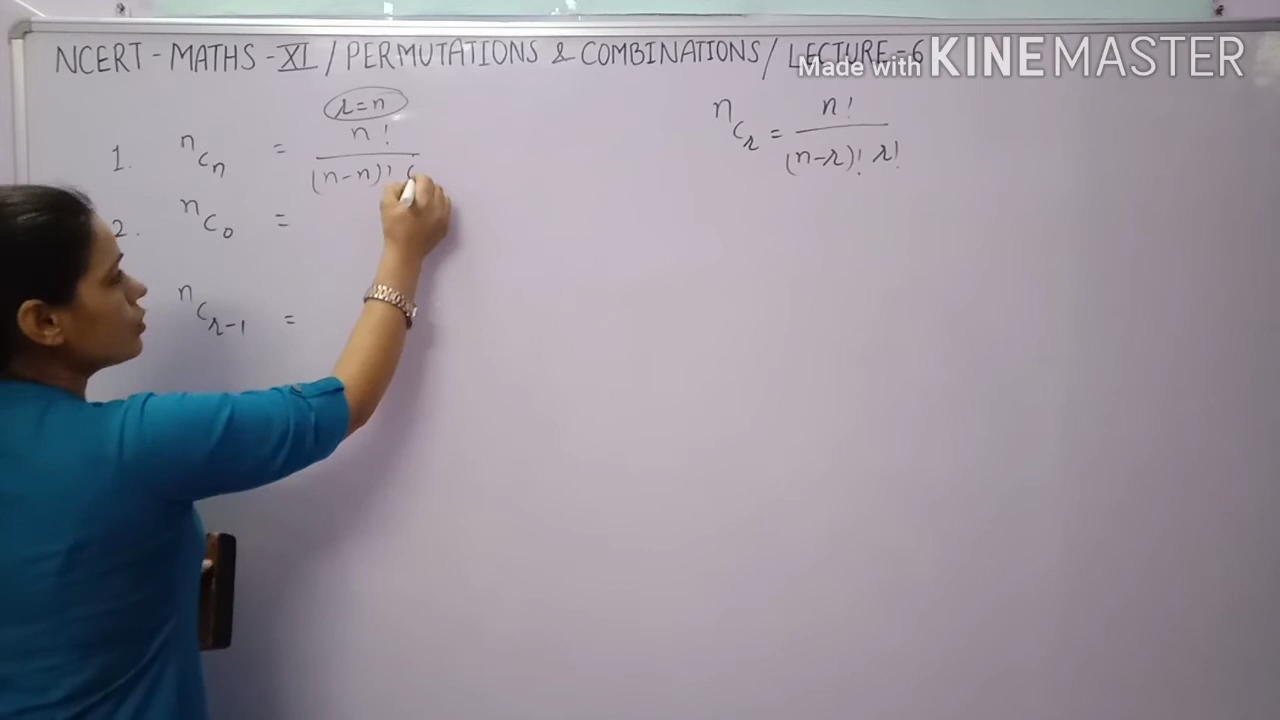 NCERT - MATHS - XI / PERMUTATIONS & COMBINATIONS / LECTURE - 6
Made with KINEMASTER
r = n
1. ⁿCₙ = n! / (n-n)!
2. ⁿC₀ =
ⁿCᵣ₋₁ =
ⁿCᵣ = n! / (n-r)! r!